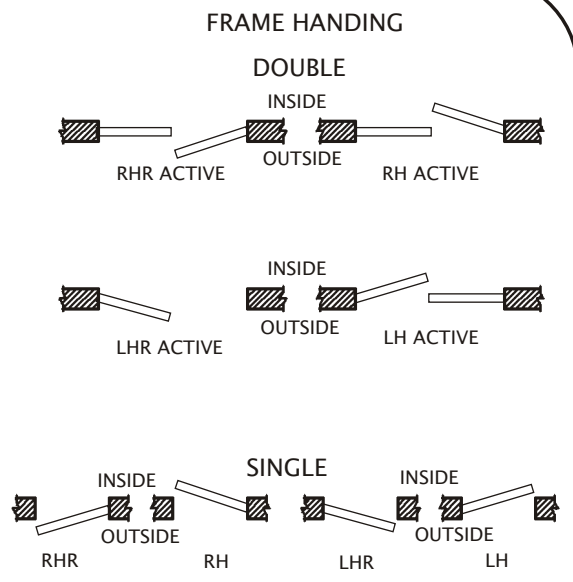 FRAME HANDING
DOUBLE
INSIDE
OUTSIDE
RHR ACTIVE
RH ACTIVE
INSIDE
OUTSIDE
LHR ACTIVE
LH ACTIVE
SINGLE
INSIDE
INSIDE
OUTSIDE
OUTSIDE
RHR
RH
LHR
LH